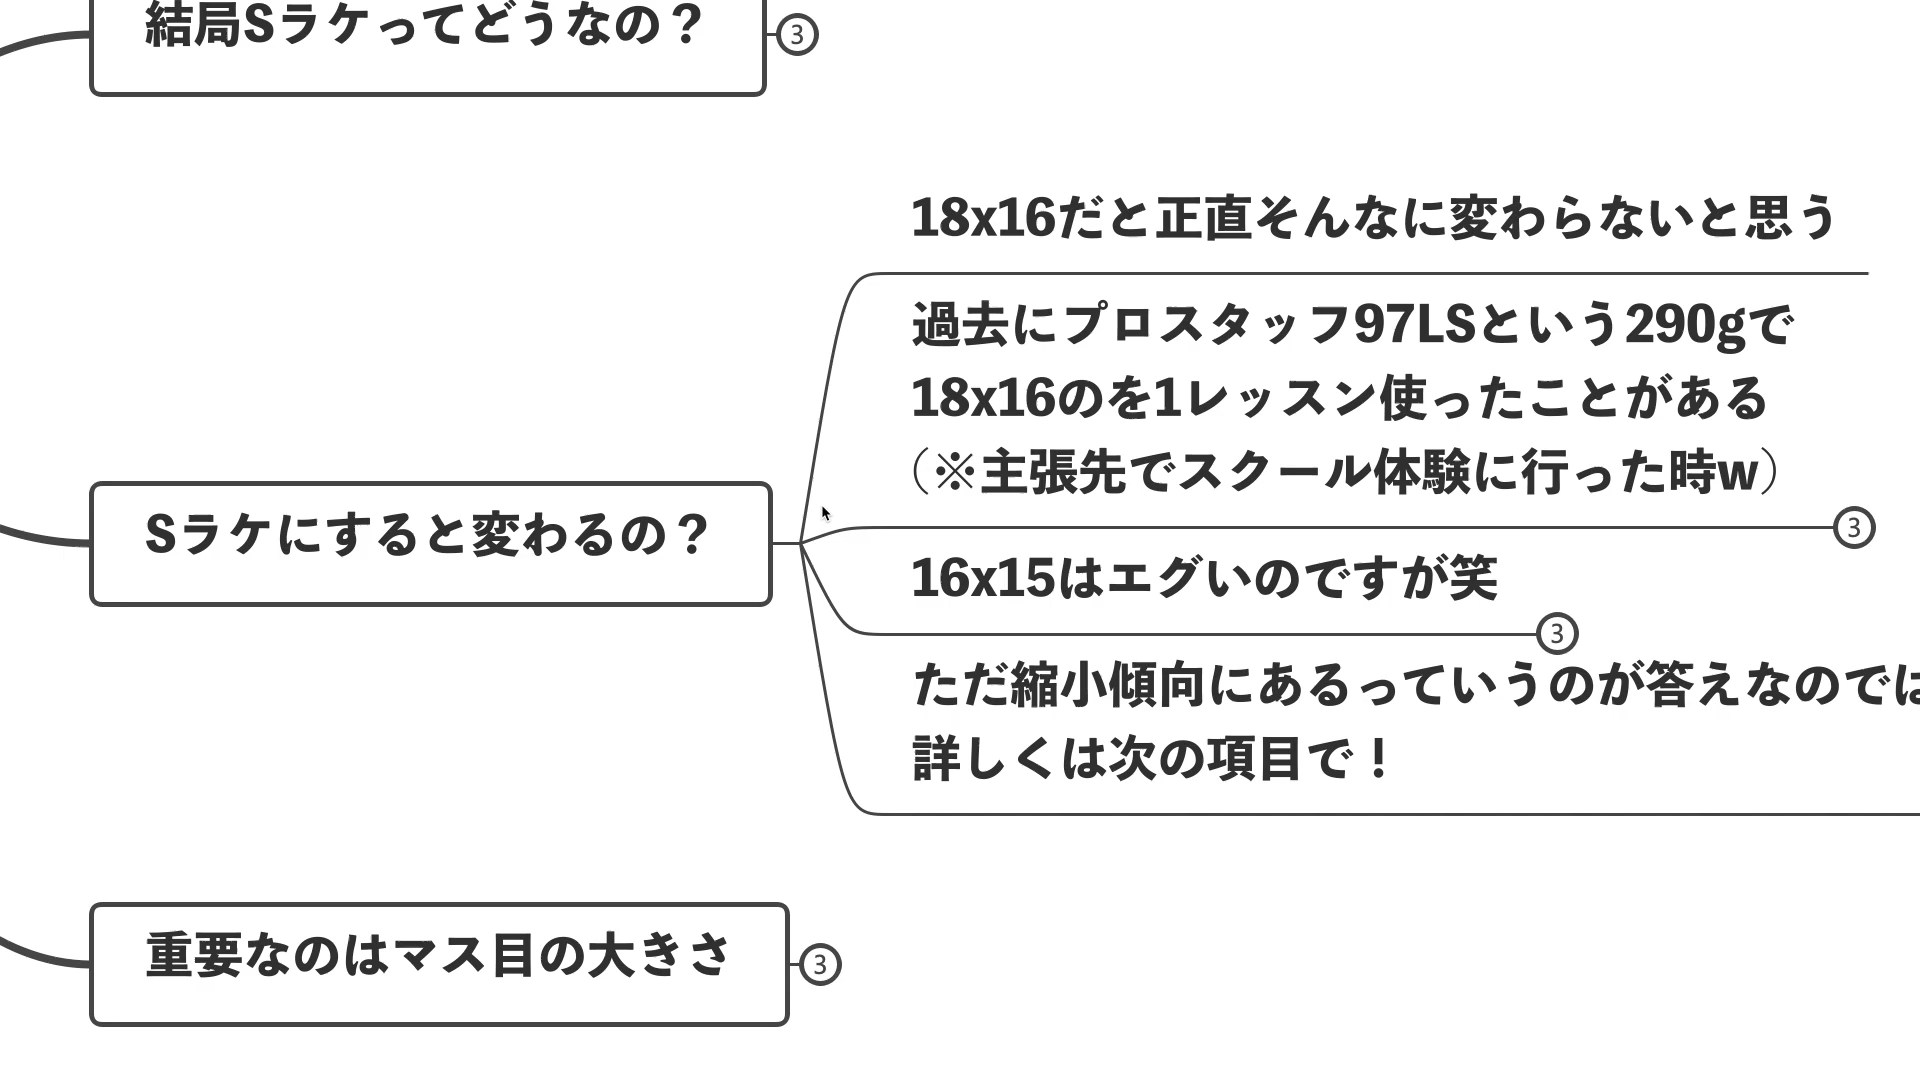 結局Sラケってどうなの？
3
18x16だと正直そんなに変わらないと思う
過去にプロスタッフ97LSという290gで
18x16のを1レッスン使ったことがある
（※主張先でスクール体験に行った時w）
3
Sラケにすると変わるの？
16x15はエグいのですが笑
3
ただ縮小傾向にあるっていうのが答えなのでは
詳しくは次の項目で！
重要なのはマス目の大きさ
3